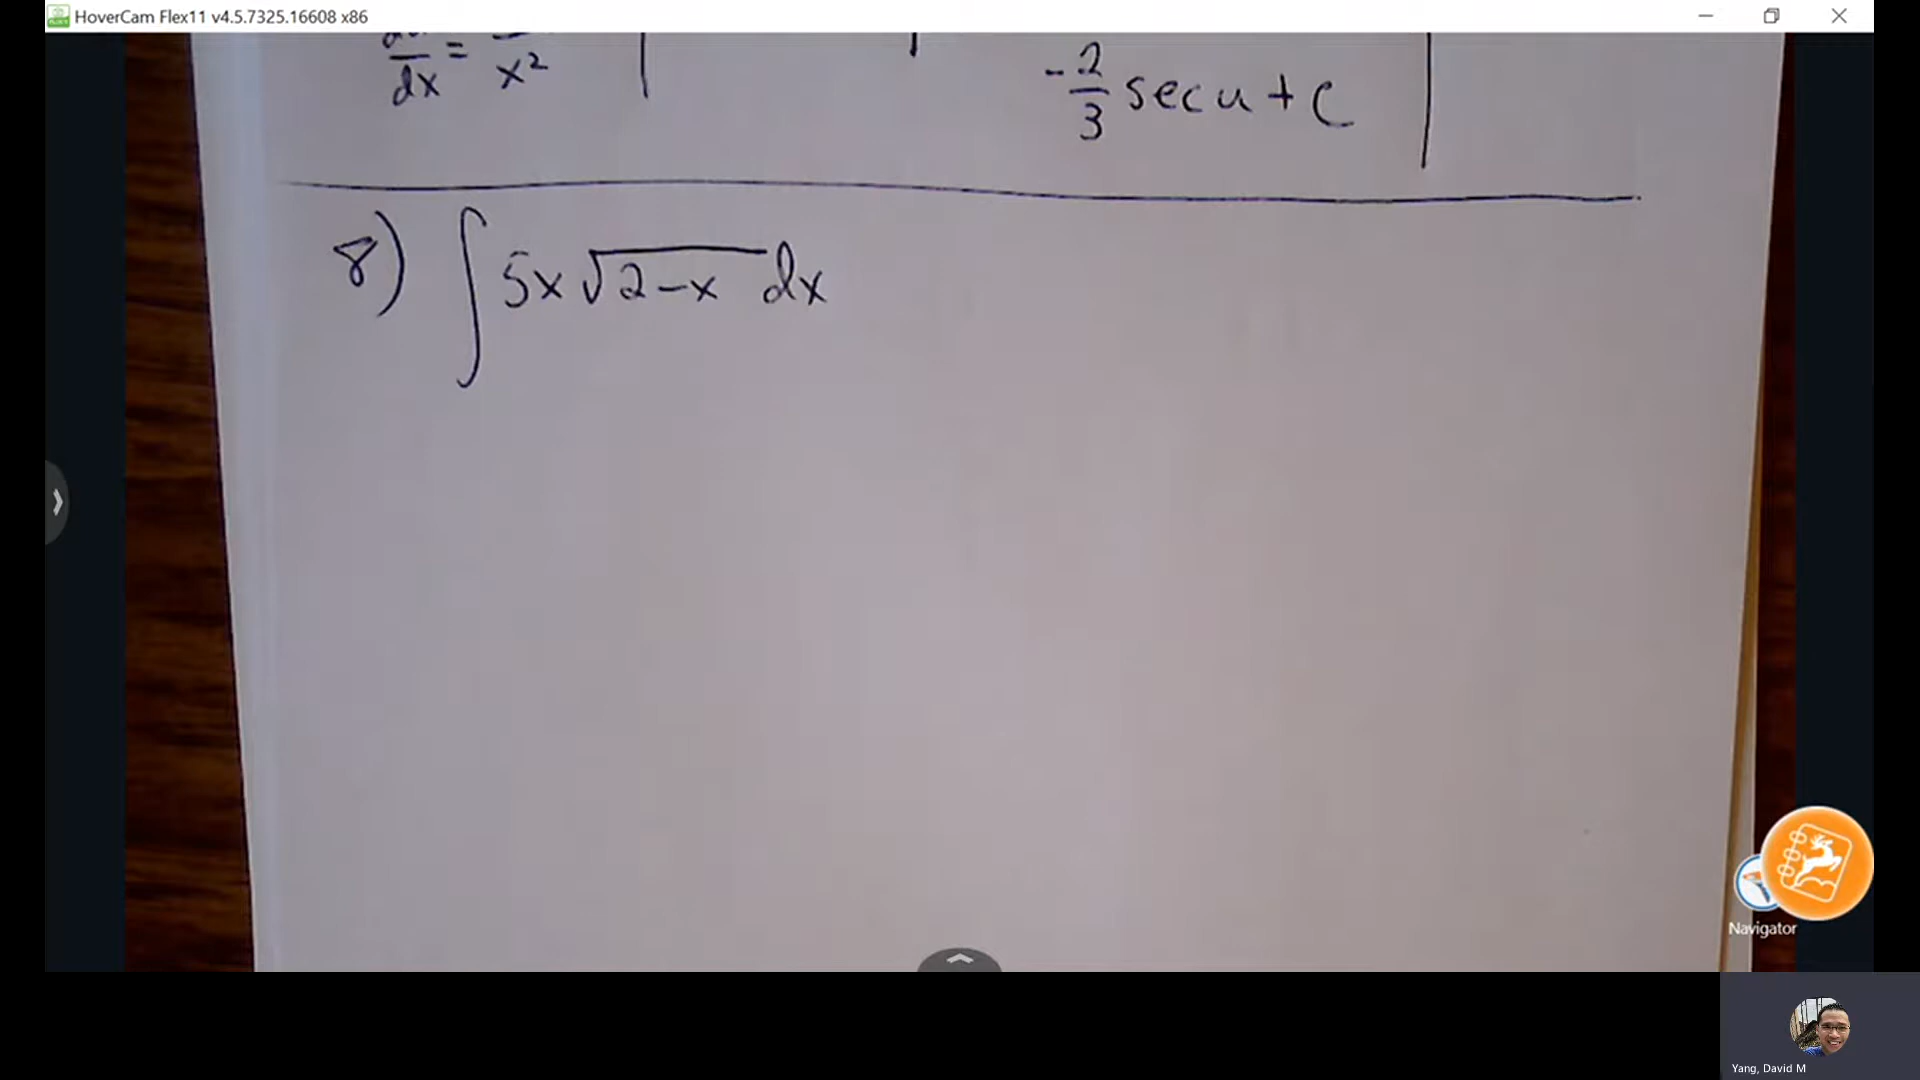 HoverCam Flex11 v4.5.7325.16608 x86
dx = x²
-2/3 sec u + C
8) ∫ 5x √(2-x) dx
Navigator
Yang, David M